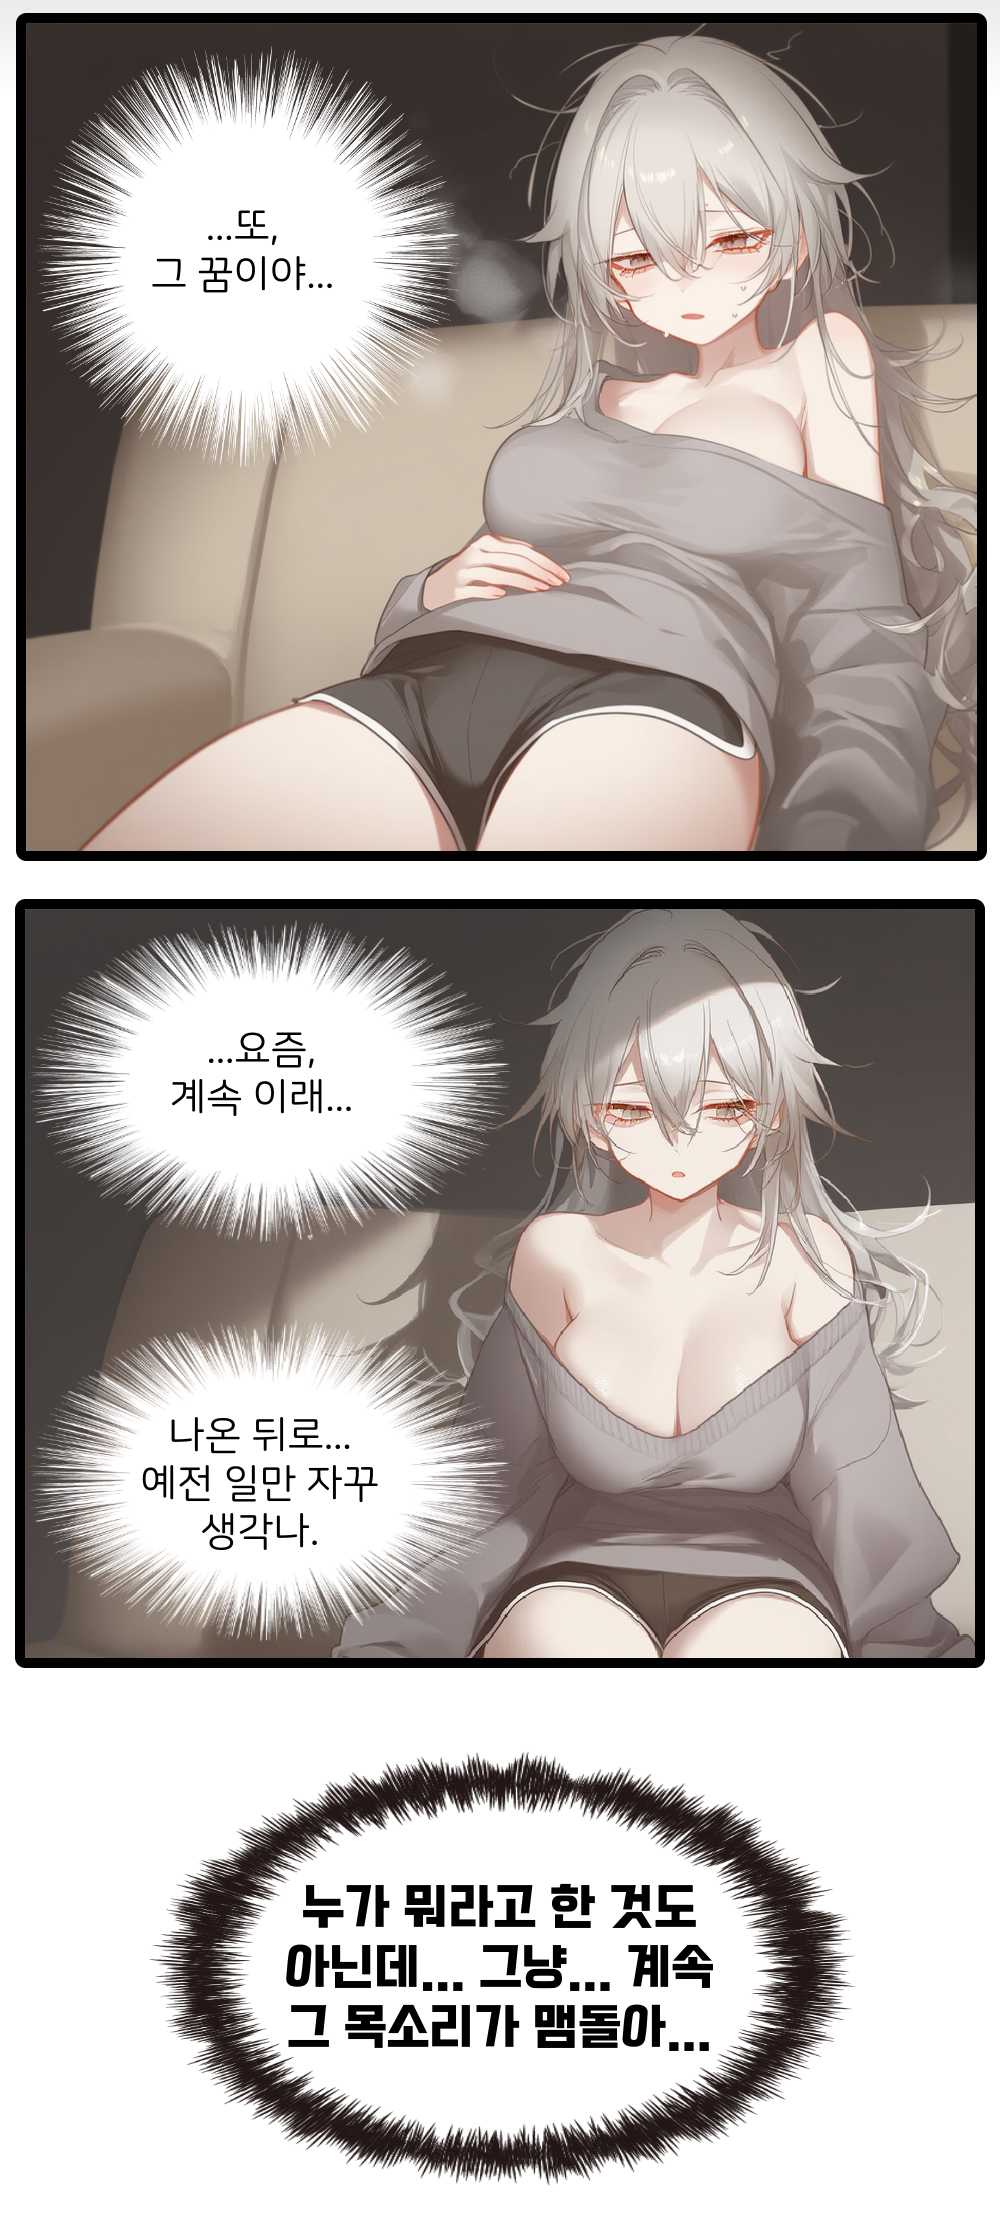 ...또,
그 꿈이야...
...요즘,
계속 이래...
나온 뒤로...
예전 일만 자꾸
생각나.
누가 뭐라고 한 것도
아닌데... 그냥... 계속
그 목소리가 맴돌아...